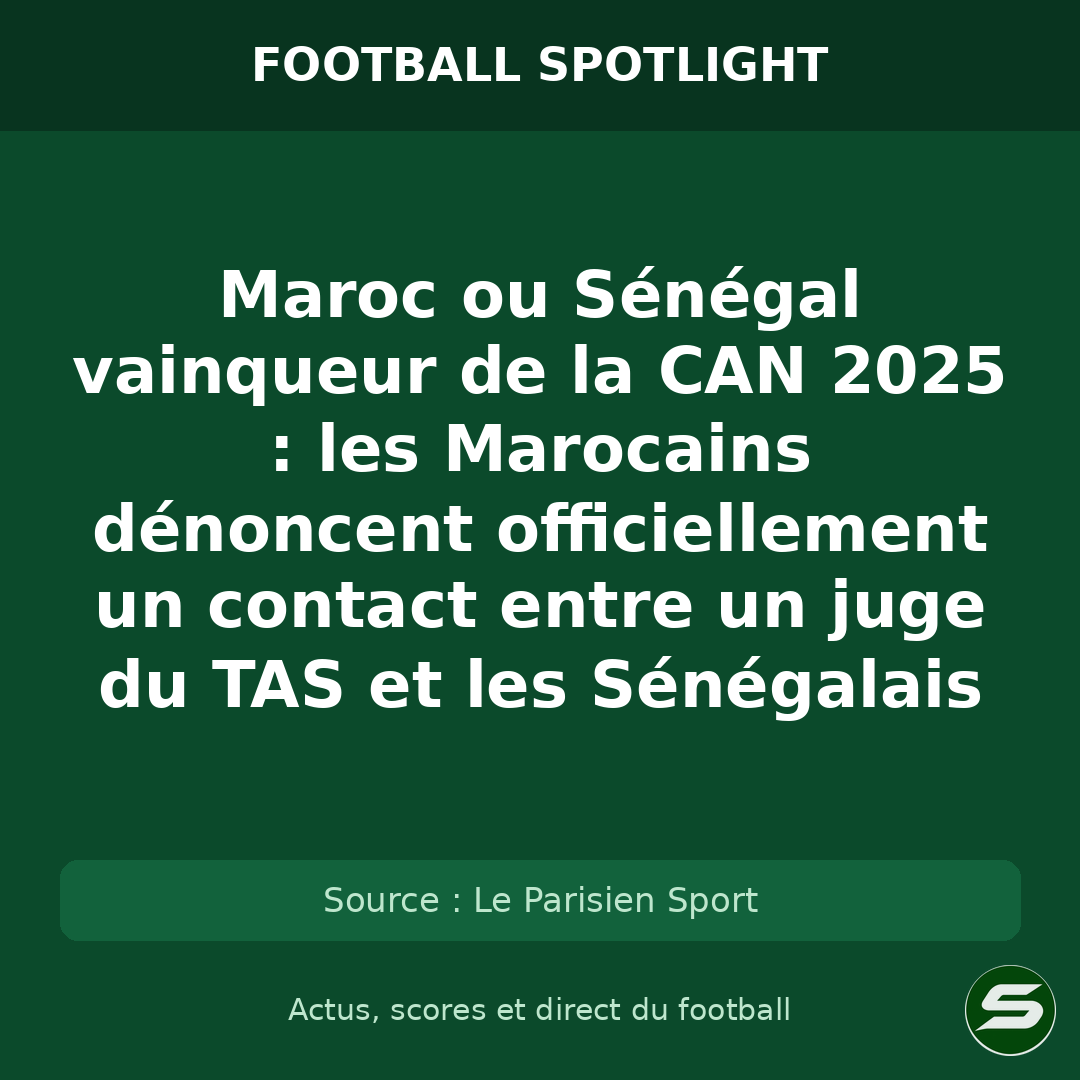 FOOTBALL SPOTLIGHT
Maroc ou Sénégal
vainqueur de la CAN 2025
: les Marocains
dénoncent officiellement
un contact entre un juge
du TAS et les Sénégalais
Source : Le Parisien Sport
Actus, scores et direct du football
S